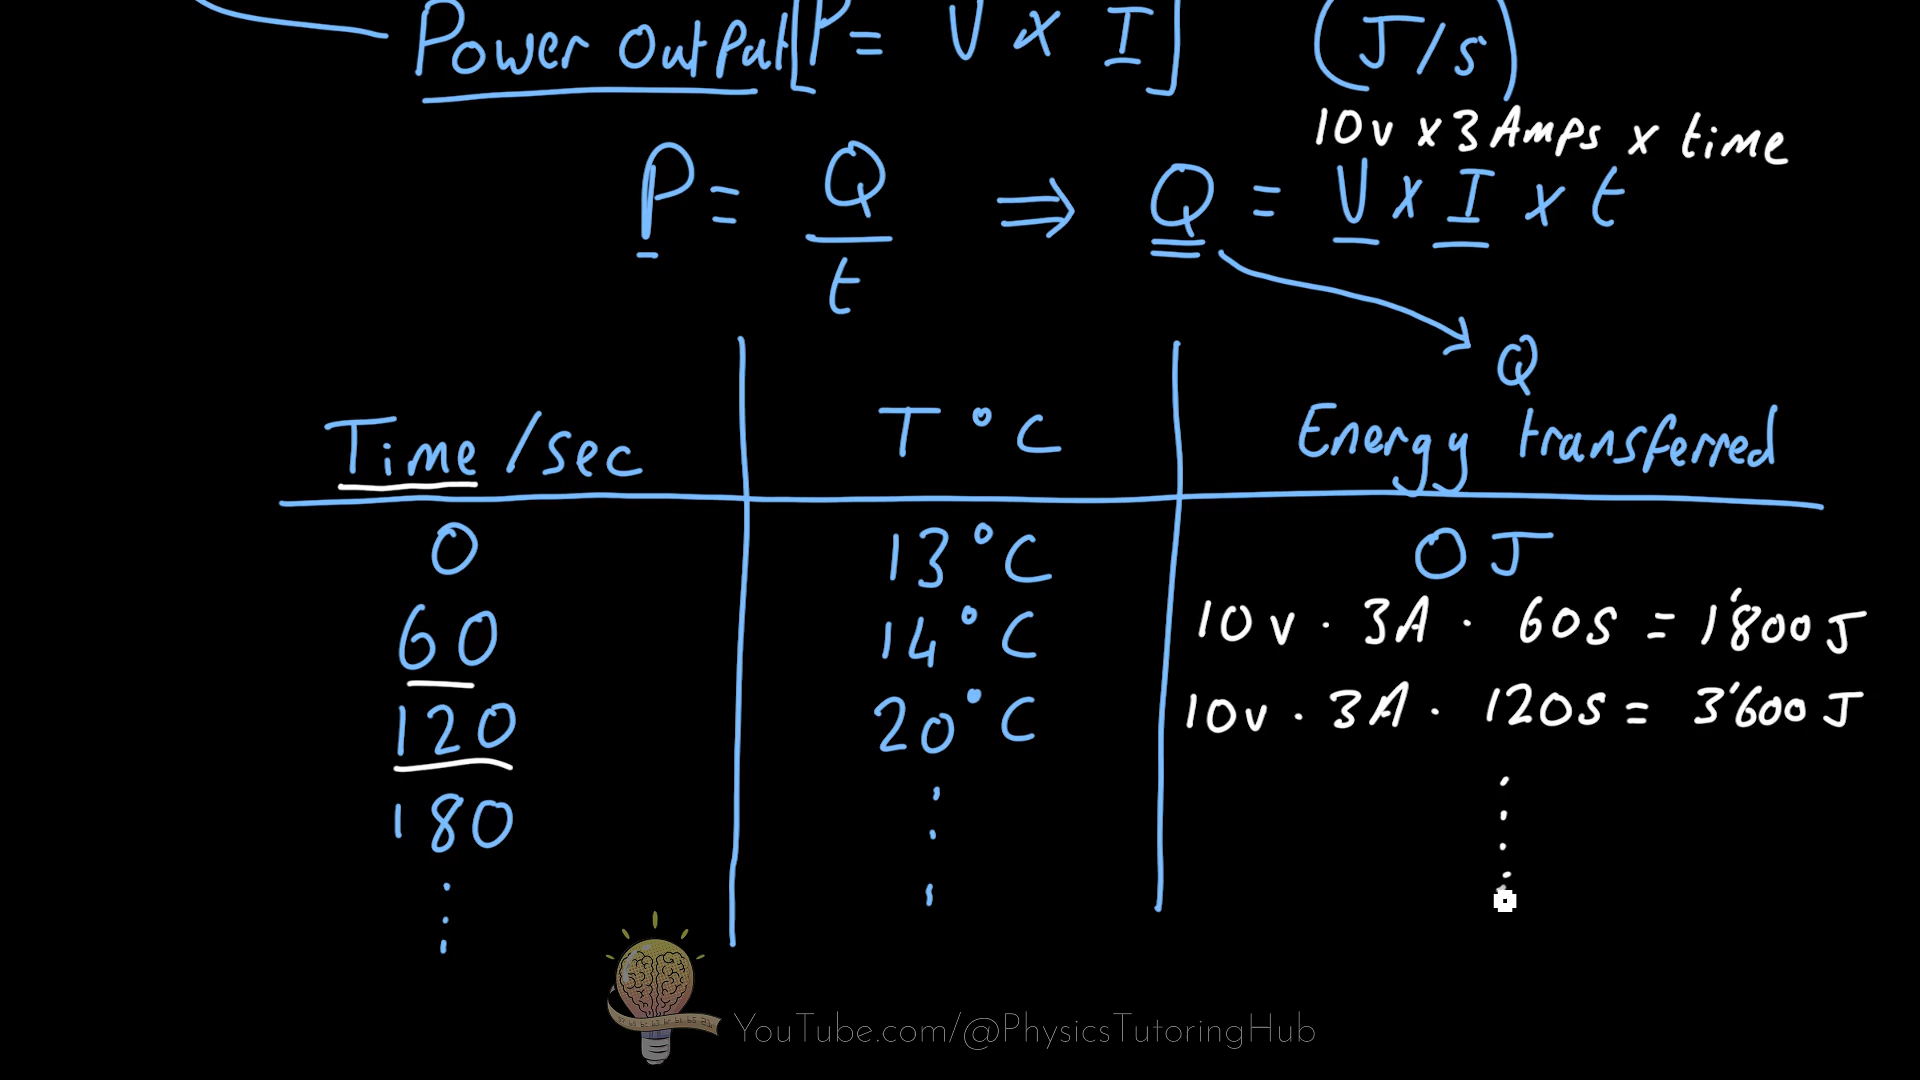 Power Output [P = V x I] (J/s)
10v x 3 Amps x time
P = Q/t ⇒ Q = V x I x t
Q
Time /sec T °C Energy transferred
0 13°C 0 J
60 14°C 10v · 3A · 60s = 1'800 J
120 20°C 10v · 3A · 120s = 3'600 J
180
YouTube.com/@PhysicsTutoringHub